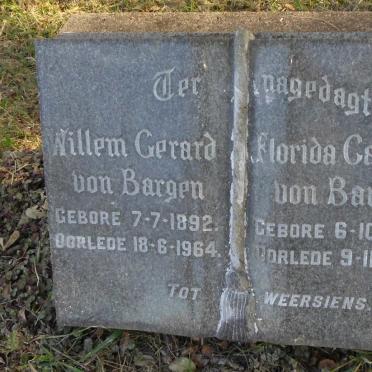 Ter nagedagt
Willem Gerard
von Bargen
GEBORE 7-7-1892.
OORLEDE 18-6-1964.
Florida
von
GEBORE
OORLEDE
TOT WEERSIENS.